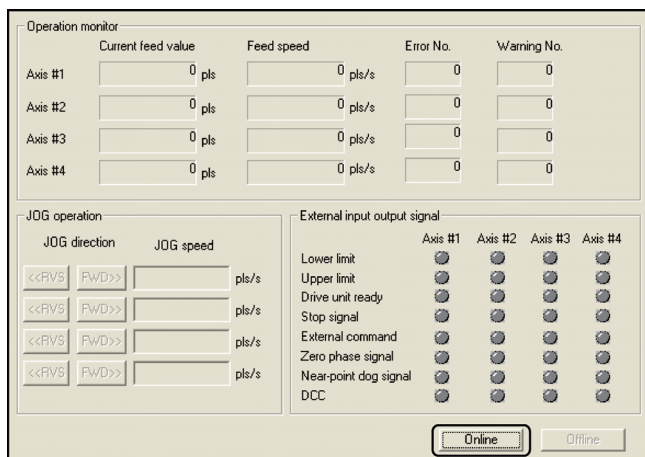 Operation monitor
Current feed value Feed speed Error No. Warning No.
Axis #1 0 pls 0 pls/s 0 0
Axis #2 0 pls 0 pls/s 0 0
Axis #3 0 pls 0 pls/s 0 0
Axis #4 0 pls 0 pls/s 0 0
JOG operation
JOG direction JOG speed
<<RVS FWD>> pls/s
<<RVS FWD>> pls/s
<<RVS FWD>> pls/s
<<RVS FWD>> pls/s
External input output signal
Axis #1 Axis #2 Axis #3 Axis #4
Lower limit
Upper limit
Drive unit ready
Stop signal
External command
Zero phase signal
Near-point dog signal
DCC
Online Offline